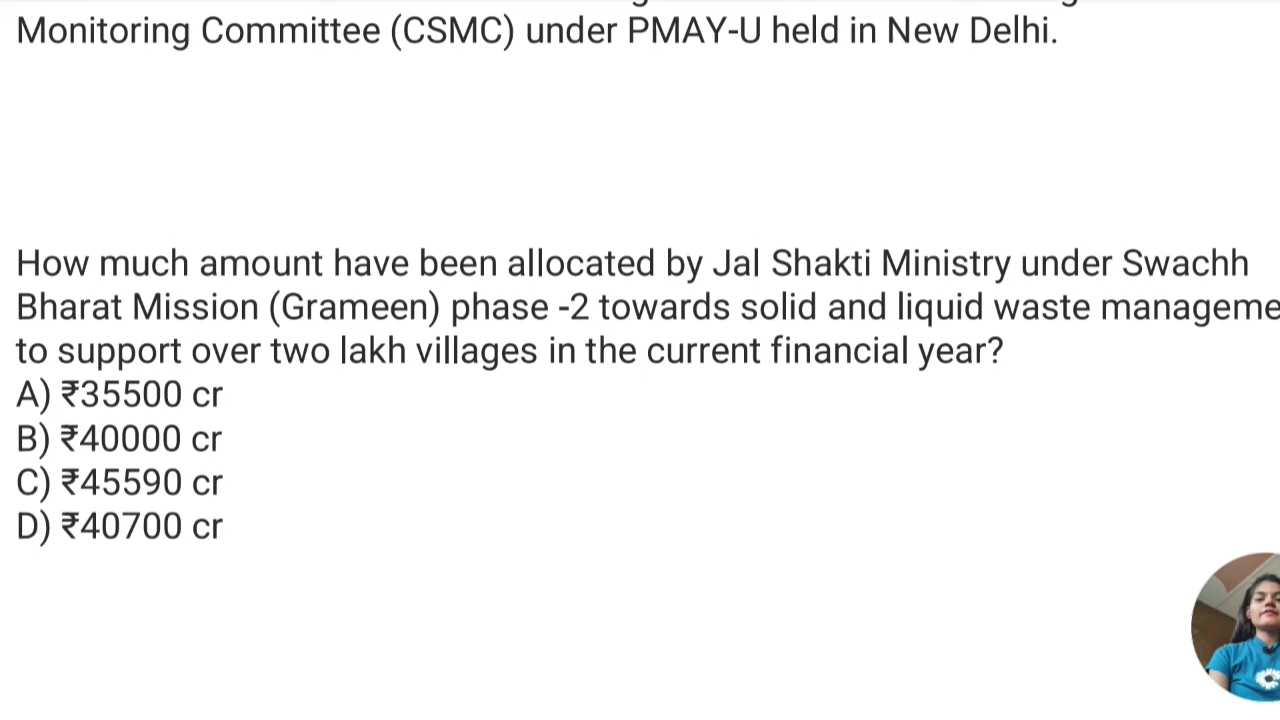 Monitoring Committee (CSMC) under PMAY-U held in New Delhi.
How much amount have been allocated by Jal Shakti Ministry under Swachh
Bharat Mission (Grameen) phase -2 towards solid and liquid waste manageme
to support over two lakh villages in the current financial year?
A) ₹35500 cr
B) ₹40000 cr
C) ₹45590 cr
D) ₹40700 cr